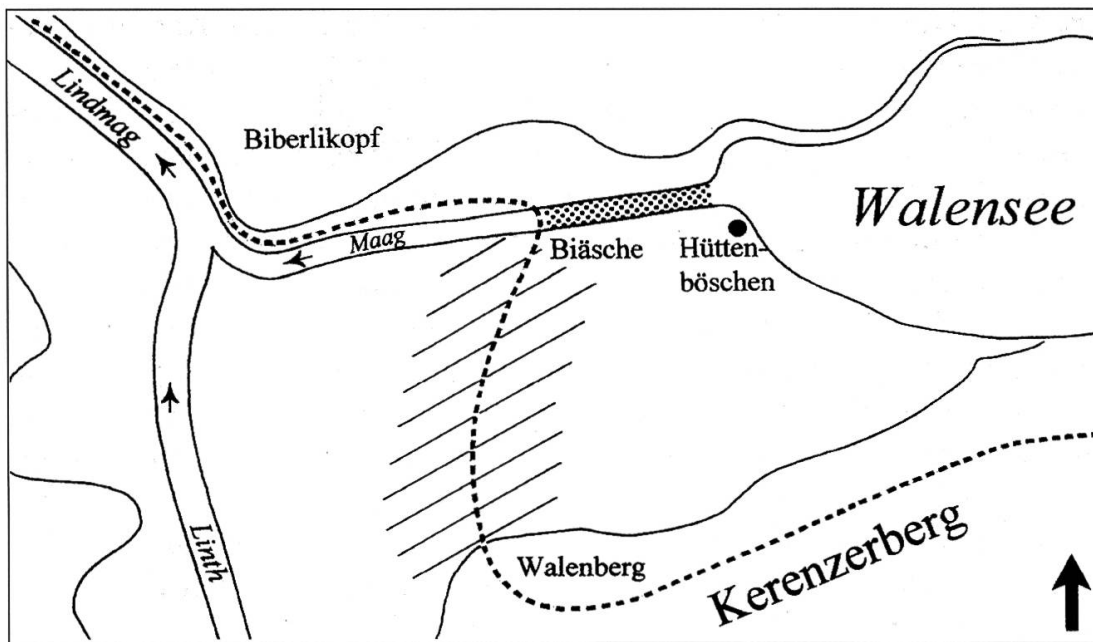 Lindmag
Biberlikopf
Walensee
Maag
Biäsche
Hütten-
böschen
Linth
Walenberg
Kerenzerberg